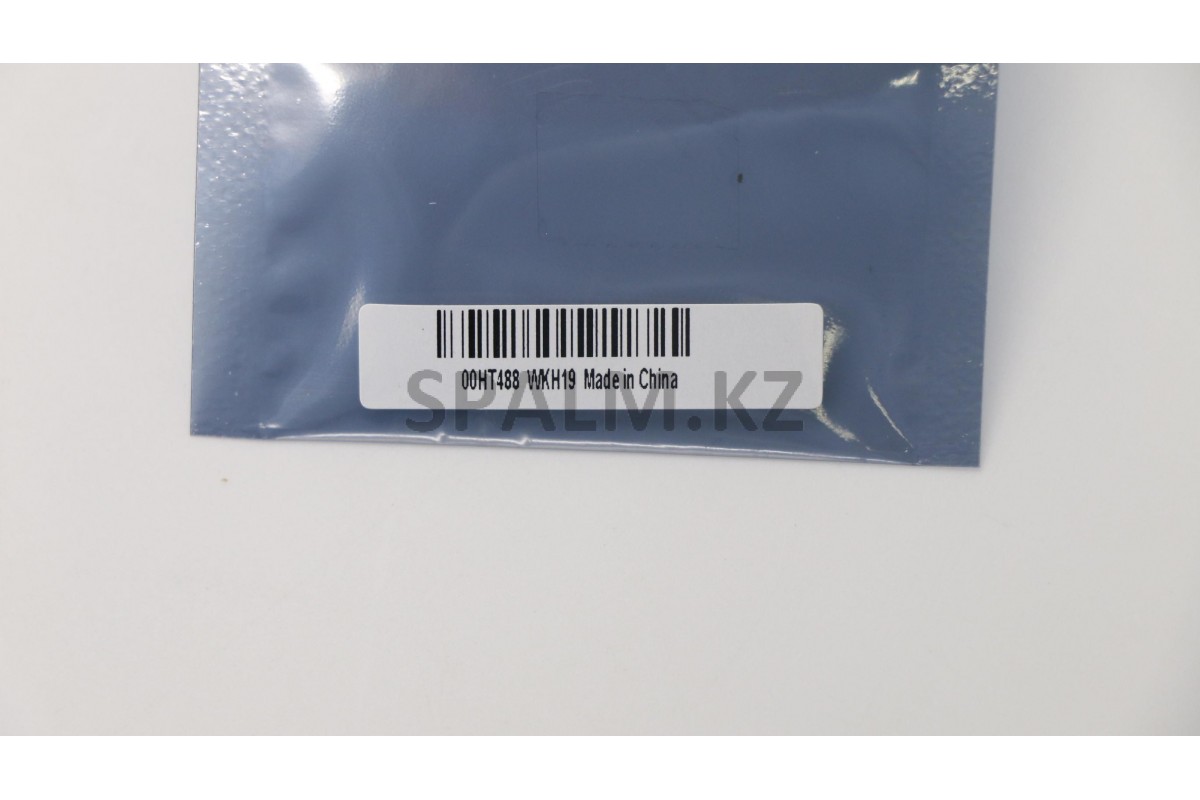 00HT488 WKH19 Made in China
SPALM.KZ